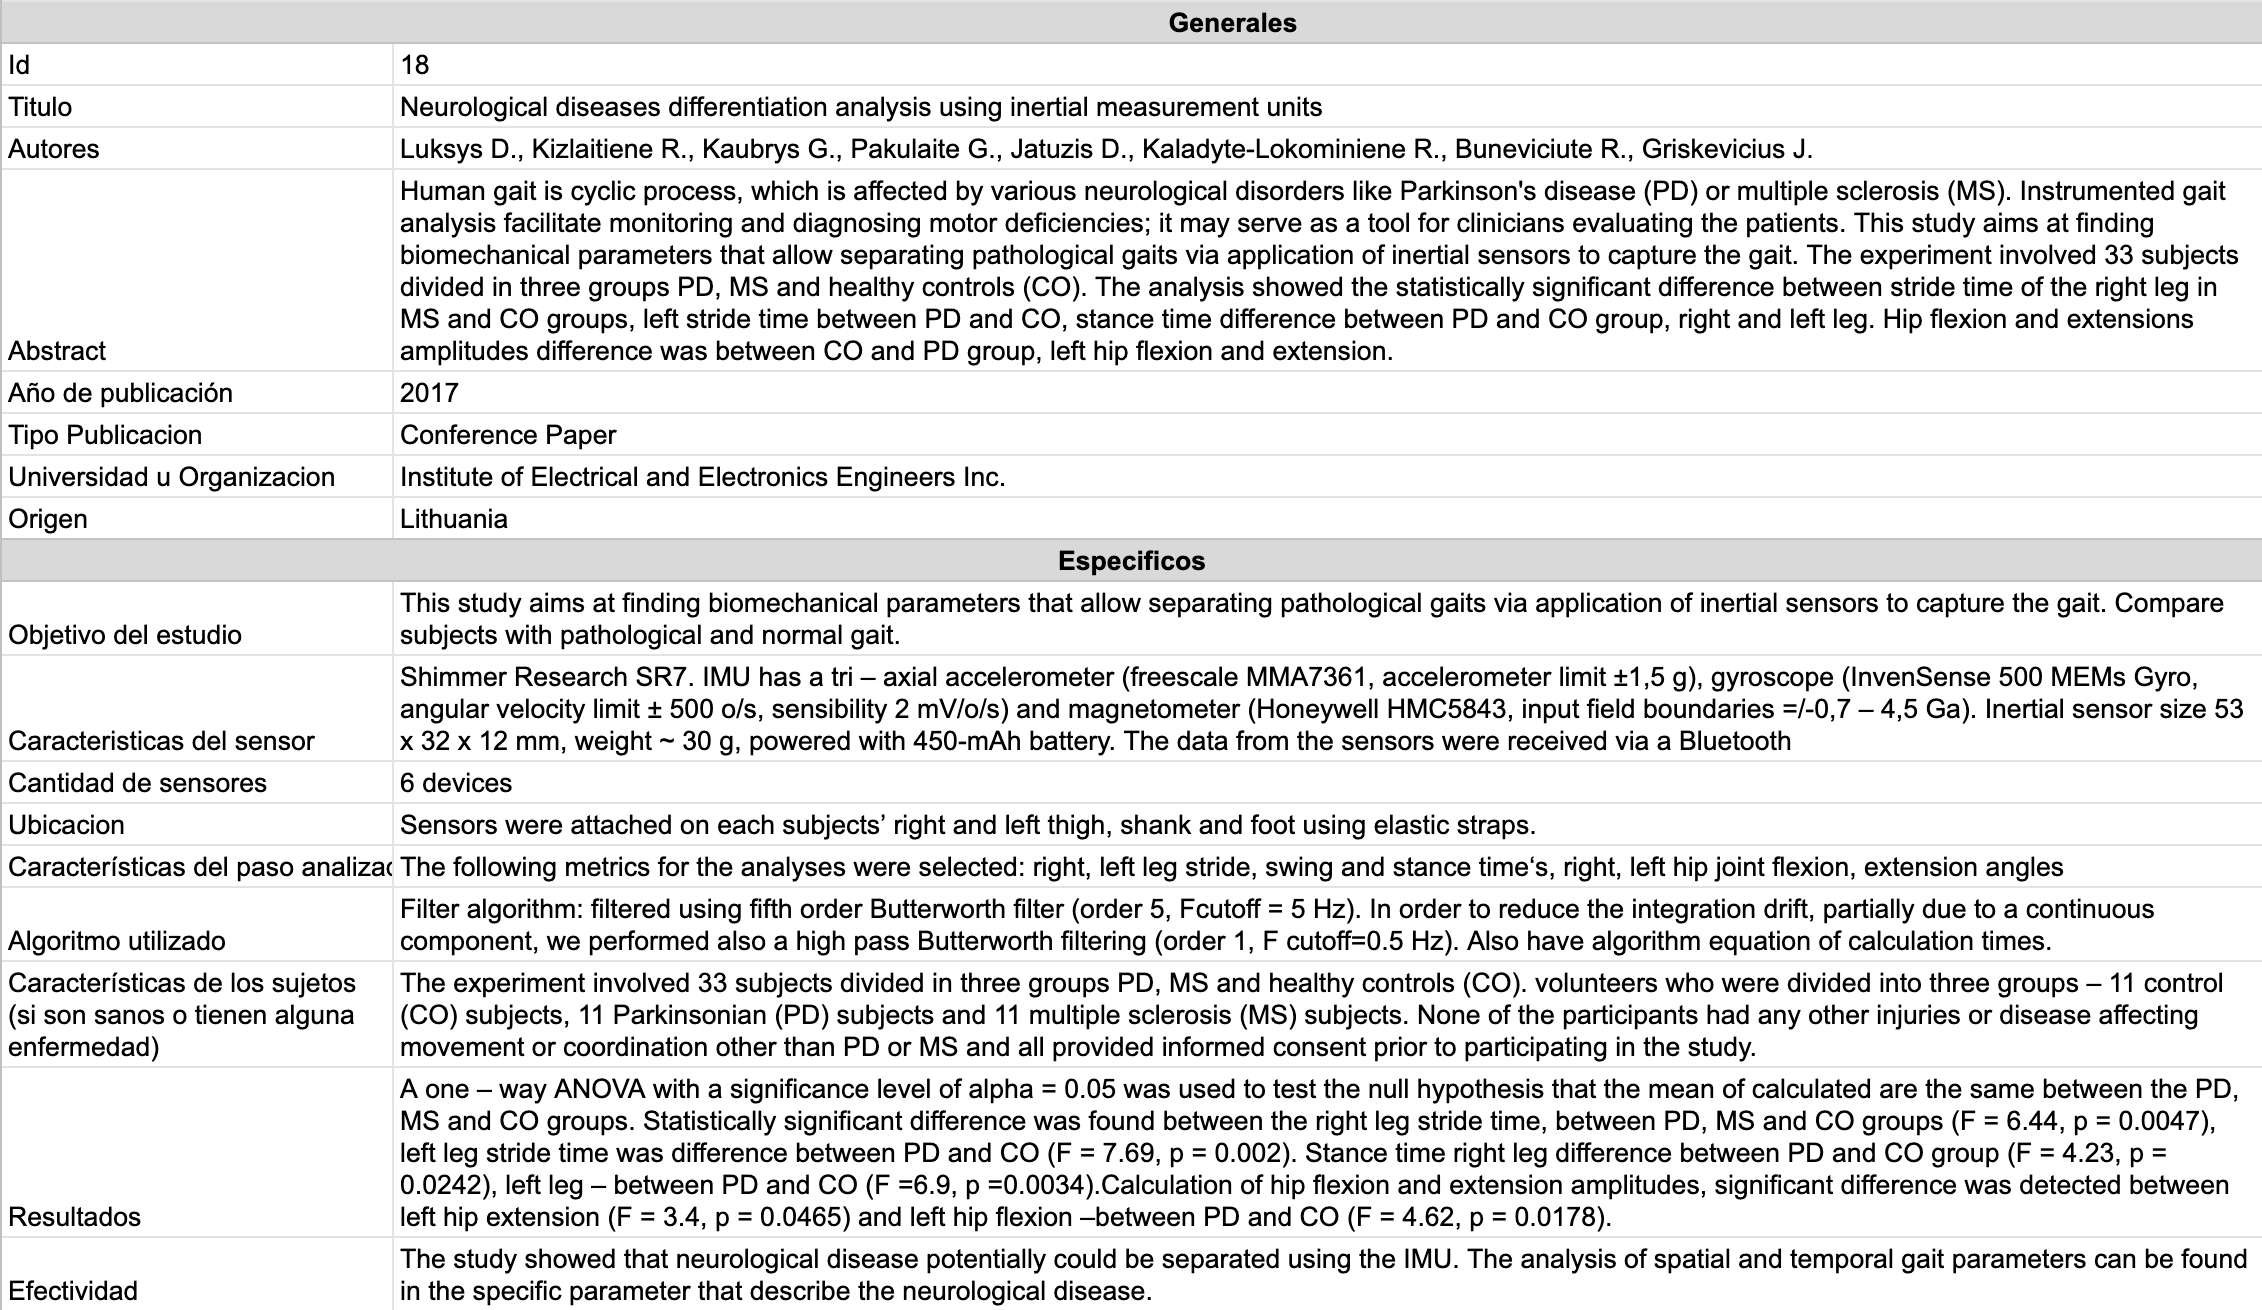 Generales
Id 18
Titulo Neurological diseases differentiation analysis using inertial measurement units
Autores Luksys D., Kizlaitiene R., Kaubrys G., Pakulaite G., Jatuzis D., Kaladyte-Lokominiene R., Buneviciute R., Griskevicius J.
Human gait is cyclic process, which is affected by various neurological disorders like Parkinson's disease (PD) or multiple sclerosis (MS). Instrumented gait
analysis facilitate monitoring and diagnosing motor deficiencies; it may serve as a tool for clinicians evaluating the patients. This study aims at finding
biomechanical parameters that allow separating pathological gaits via application of inertial sensors to capture the gait. The experiment involved 33 subjects
divided in three groups PD, MS and healthy controls (CO). The analysis showed the statistically significant difference between stride time of the right leg in
MS and CO groups, left stride time between PD and CO, stance time difference between PD and CO group, right and left leg. Hip flexion and extensions
Abstract amplitudes difference was between CO and PD group, left hip flexion and extension.
Año de publicación 2017
Tipo Publicacion Conference Paper
Universidad u Organizacion Institute of Electrical and Electronics Engineers Inc.
Origen Lithuania
Especificos
This study aims at finding biomechanical parameters that allow separating pathological gaits via application of inertial sensors to capture the gait. Compare
Objetivo del estudio subjects with pathological and normal gait.
Shimmer Research SR7. IMU has a tri – axial accelerometer (freescale MMA7361, accelerometer limit ±1,5 g), gyroscope (InvenSense 500 MEMs Gyro,
angular velocity limit ± 500 o/s, sensibility 2 mV/o/s) and magnetometer (Honeywell HMC5843, input field boundaries =/-0,7 – 4,5 Ga). Inertial sensor size 53
Caracteristicas del sensor x 32 x 12 mm, weight ~ 30 g, powered with 450-mAh battery. The data from the sensors were received via a Bluetooth
Cantidad de sensores 6 devices
Ubicacion Sensors were attached on each subjects’ right and left thigh, shank and foot using elastic straps.
Características del paso analizac The following metrics for the analyses were selected: right, left leg stride, swing and stance time‘s, right, left hip joint flexion, extension angles
Filter algorithm: filtered using fifth order Butterworth filter (order 5, Fcutoff = 5 Hz). In order to reduce the integration drift, partially due to a continuous
Algoritmo utilizado component, we performed also a high pass Butterworth filtering (order 1, F cutoff=0.5 Hz). Also have algorithm equation of calculation times.
Características de los sujetos The experiment involved 33 subjects divided in three groups PD, MS and healthy controls (CO). volunteers who were divided into three groups – 11 control
(si son sanos o tienen alguna (CO) subjects, 11 Parkinsonian (PD) subjects and 11 multiple sclerosis (MS) subjects. None of the participants had any other injuries or disease affecting
enfermedad) movement or coordination other than PD or MS and all provided informed consent prior to participating in the study.
A one – way ANOVA with a significance level of alpha = 0.05 was used to test the null hypothesis that the mean of calculated are the same between the PD,
MS and CO groups. Statistically significant difference was found between the right leg stride time, between PD, MS and CO groups (F = 6.44, p = 0.0047),
left leg stride time was difference between PD and CO (F = 7.69, p = 0.002). Stance time right leg difference between PD and CO group (F = 4.23, p =
0.0242), left leg – between PD and CO (F =6.9, p =0.0034).Calculation of hip flexion and extension amplitudes, significant difference was detected between
Resultados left hip extension (F = 3.4, p = 0.0465) and left hip flexion –between PD and CO (F = 4.62, p = 0.0178).
The study showed that neurological disease potentially could be separated using the IMU. The analysis of spatial and temporal gait parameters can be found
Efectividad in the specific parameter that describe the neurological disease.